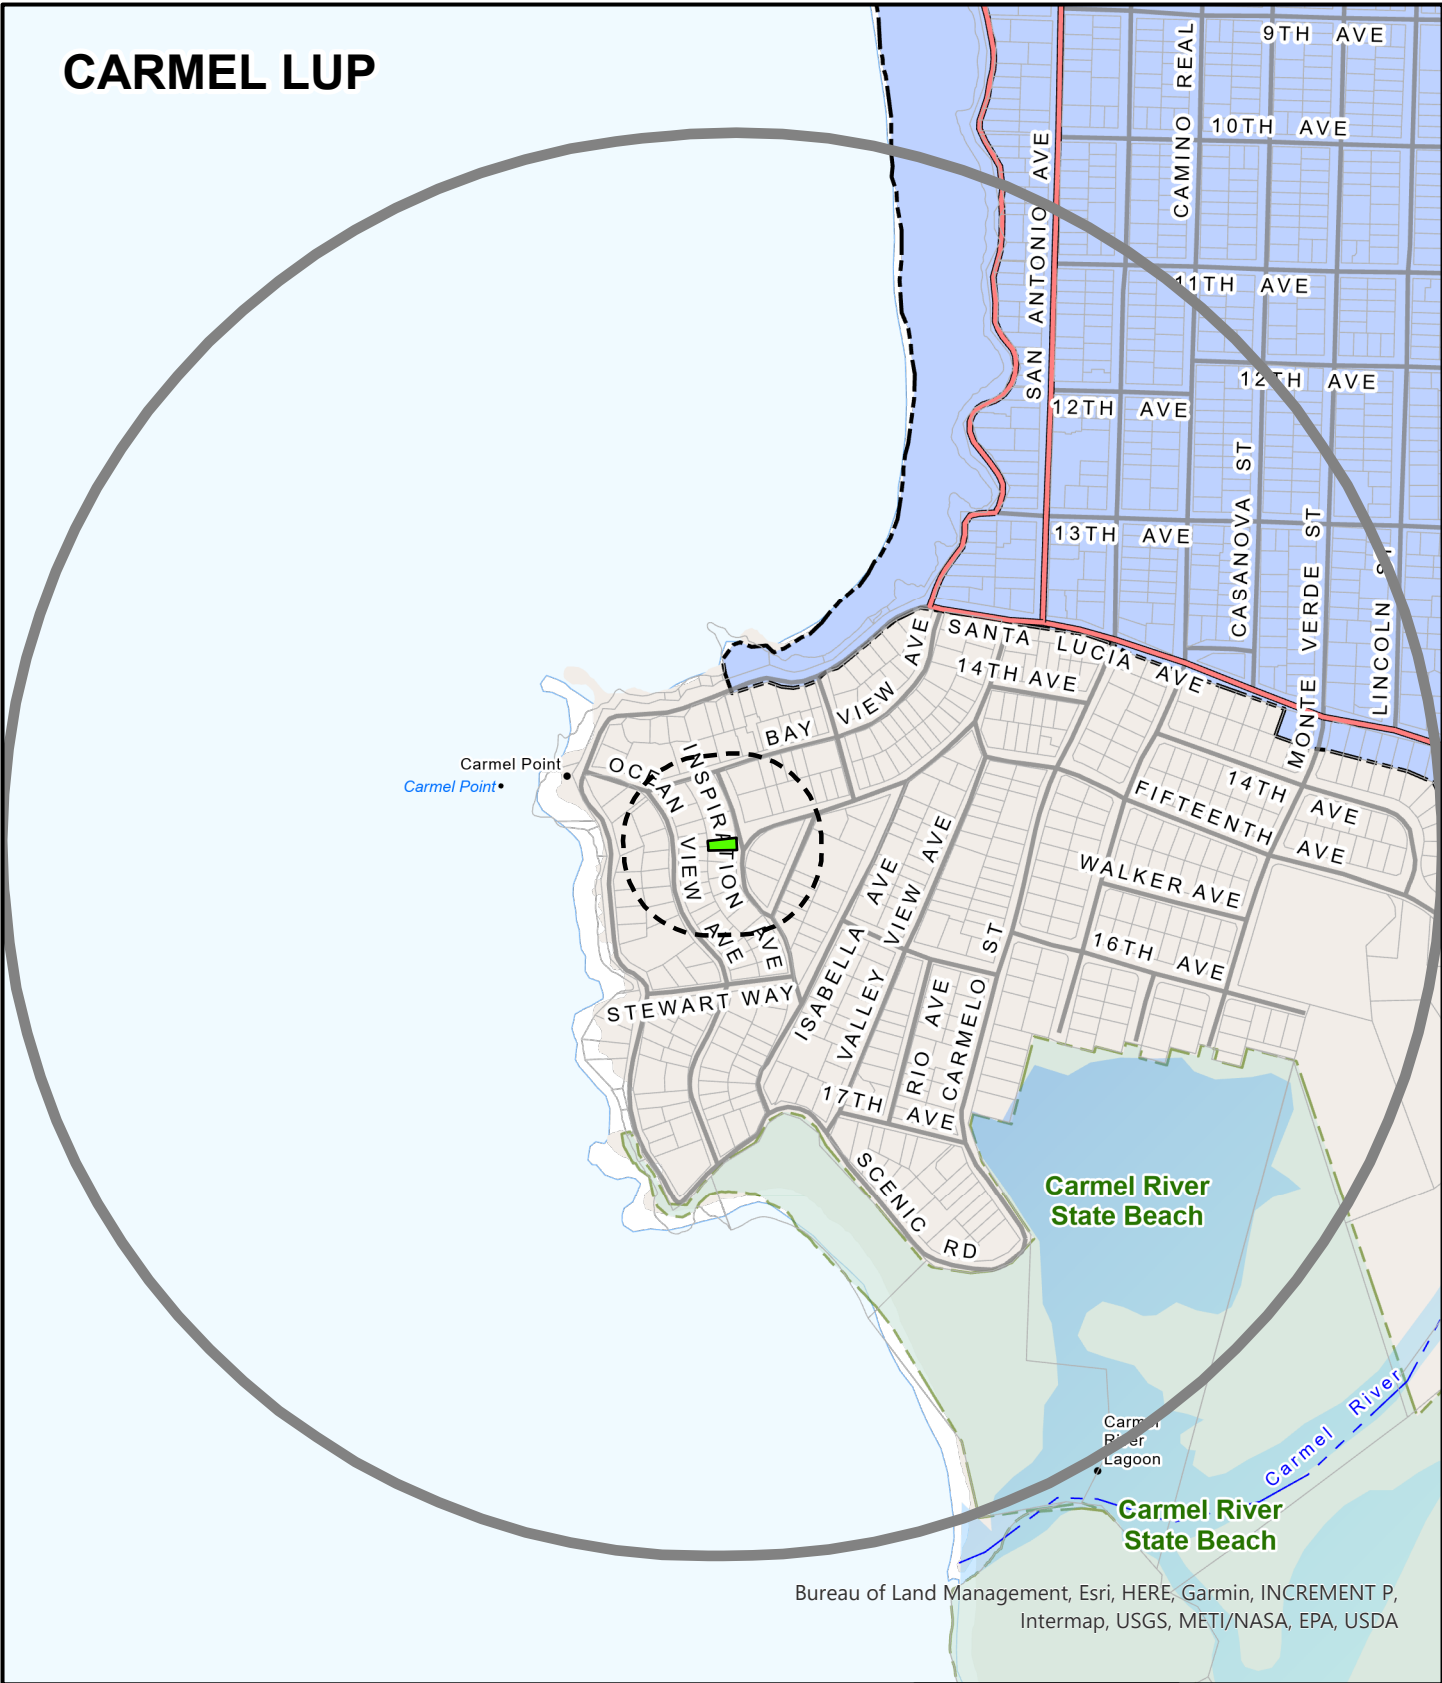 CARMEL LUP
9TH AVE
CAMINO REAL
10TH AVE
SAN ANTONIO AVE
11TH AVE
12TH AVE
12TH AVE
CASANOVA ST
13TH AVE
MONTE VERDE ST
LINCOLN ST
SANTA LUCIA AVE
14TH AVE
BAY VIEW AVE
Carmel Point
Carmel Point
OCEAN VIEW AVE
INSPIRATION AVE
14TH AVE
FIFTEENTH AVE
WALKER AVE
16TH AVE
ISABELLA AVE
VALLEY VIEW AVE
STEWART WAY
RIO AVE
CARMELO ST
17TH AVE
SCENIC RD
Carmel River
State Beach
Carmel River
Carmel
River
Lagoon
Carmel River
State Beach
Bureau of Land Management, Esri, HERE, Garmin, INCREMENT P,
Intermap, USGS, METI/NASA, EPA, USDA